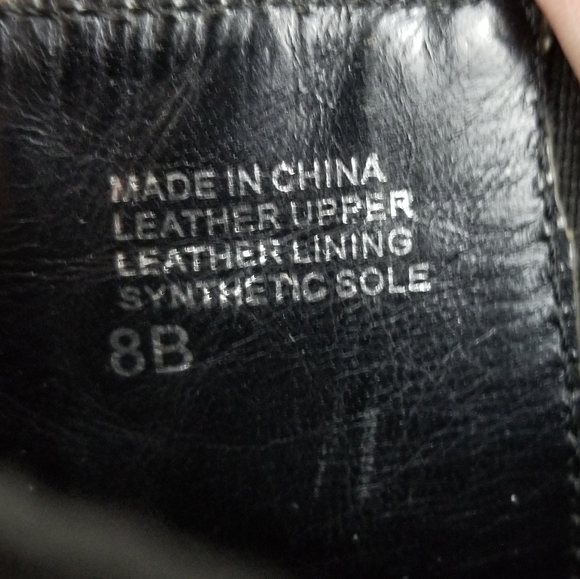 MADE IN CHINA
LEATHER UPPER
LEATHER LINING
SYNTHETIC SOLE
8B